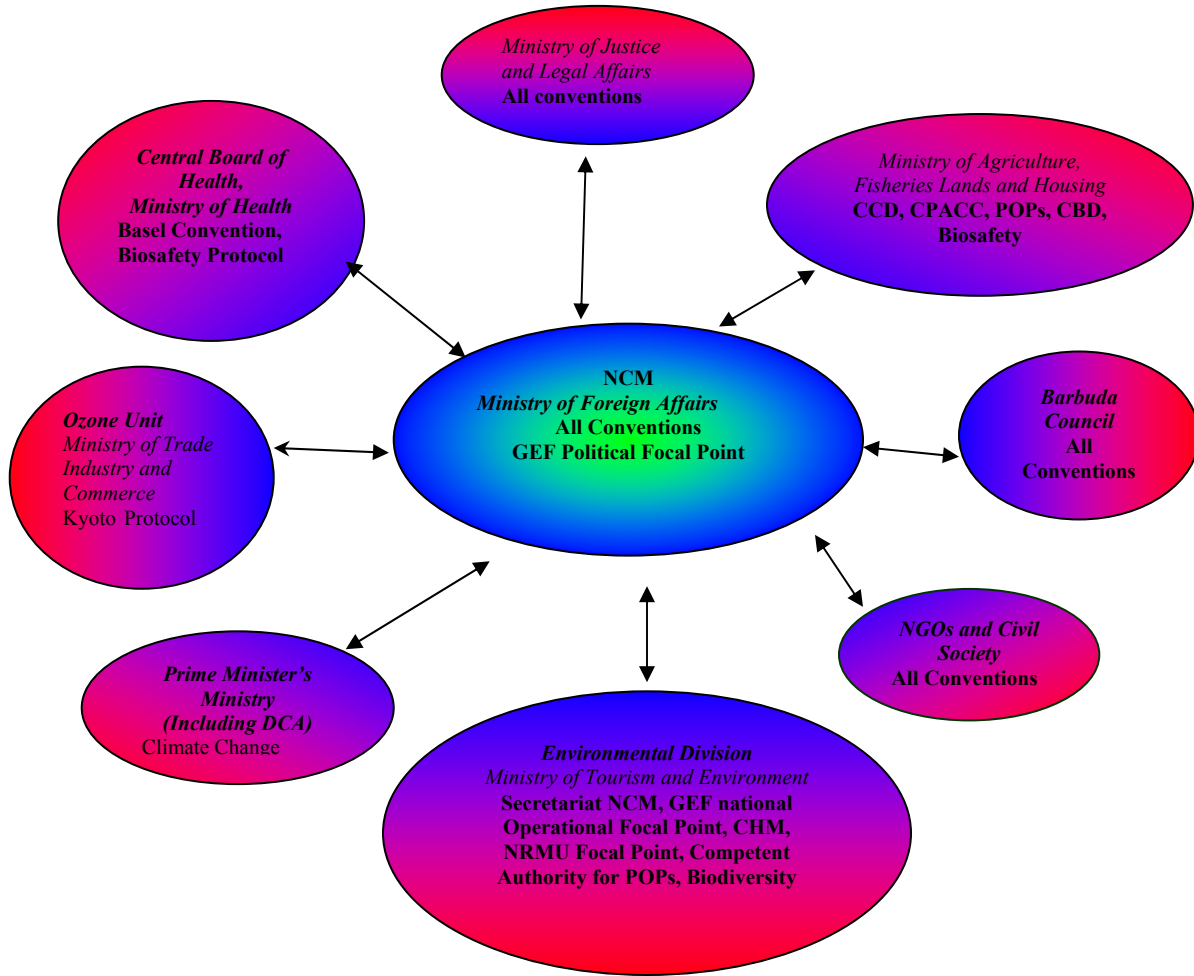 Ministry of Justice
and Legal Affairs
All conventions
Central Board of
Health,
Ministry of Health
Basel Convention,
Biosafety Protocol
Ministry of Agriculture,
Fisheries Lands and Housing
CCD, CPACC, POPs, CBD,
Biosafety
NCM
Ministry of Foreign Affairs
All Conventions
GEF Political Focal Point
Barbuda
Council
All
Conventions
Ozone Unit
Ministry of Trade
Industry and
Commerce
Kyoto Protocol
NGOs and Civil
Society
All Conventions
Prime Minister’s
Ministry
(Including DCA)
Climate Change
Environmental Division
Ministry of Tourism and Environment
Secretariat NCM, GEF national
Operational Focal Point, CHM,
NRMU Focal Point, Competent
Authority for POPs, Biodiversity